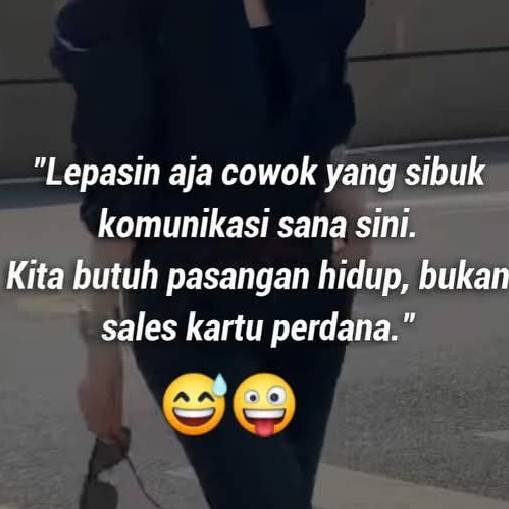 "Lepasin aja cowok yang sibuk
komunikasi sana sini.
Kita butuh pasangan hidup, bukan
sales kartu perdana."
😅🤪